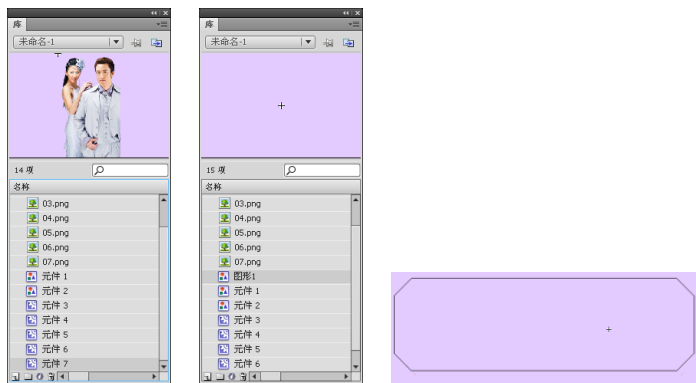 库
未命名-1
14 项
名称
03.png
04.png
05.png
06.png
07.png
元件 1
元件 2
元件 3
元件 4
元件 5
元件 6
元件 7
库
未命名-1
15 项
名称
03.png
04.png
05.png
06.png
07.png
图形1
元件 1
元件 2
元件 3
元件 4
元件 5
元件 6